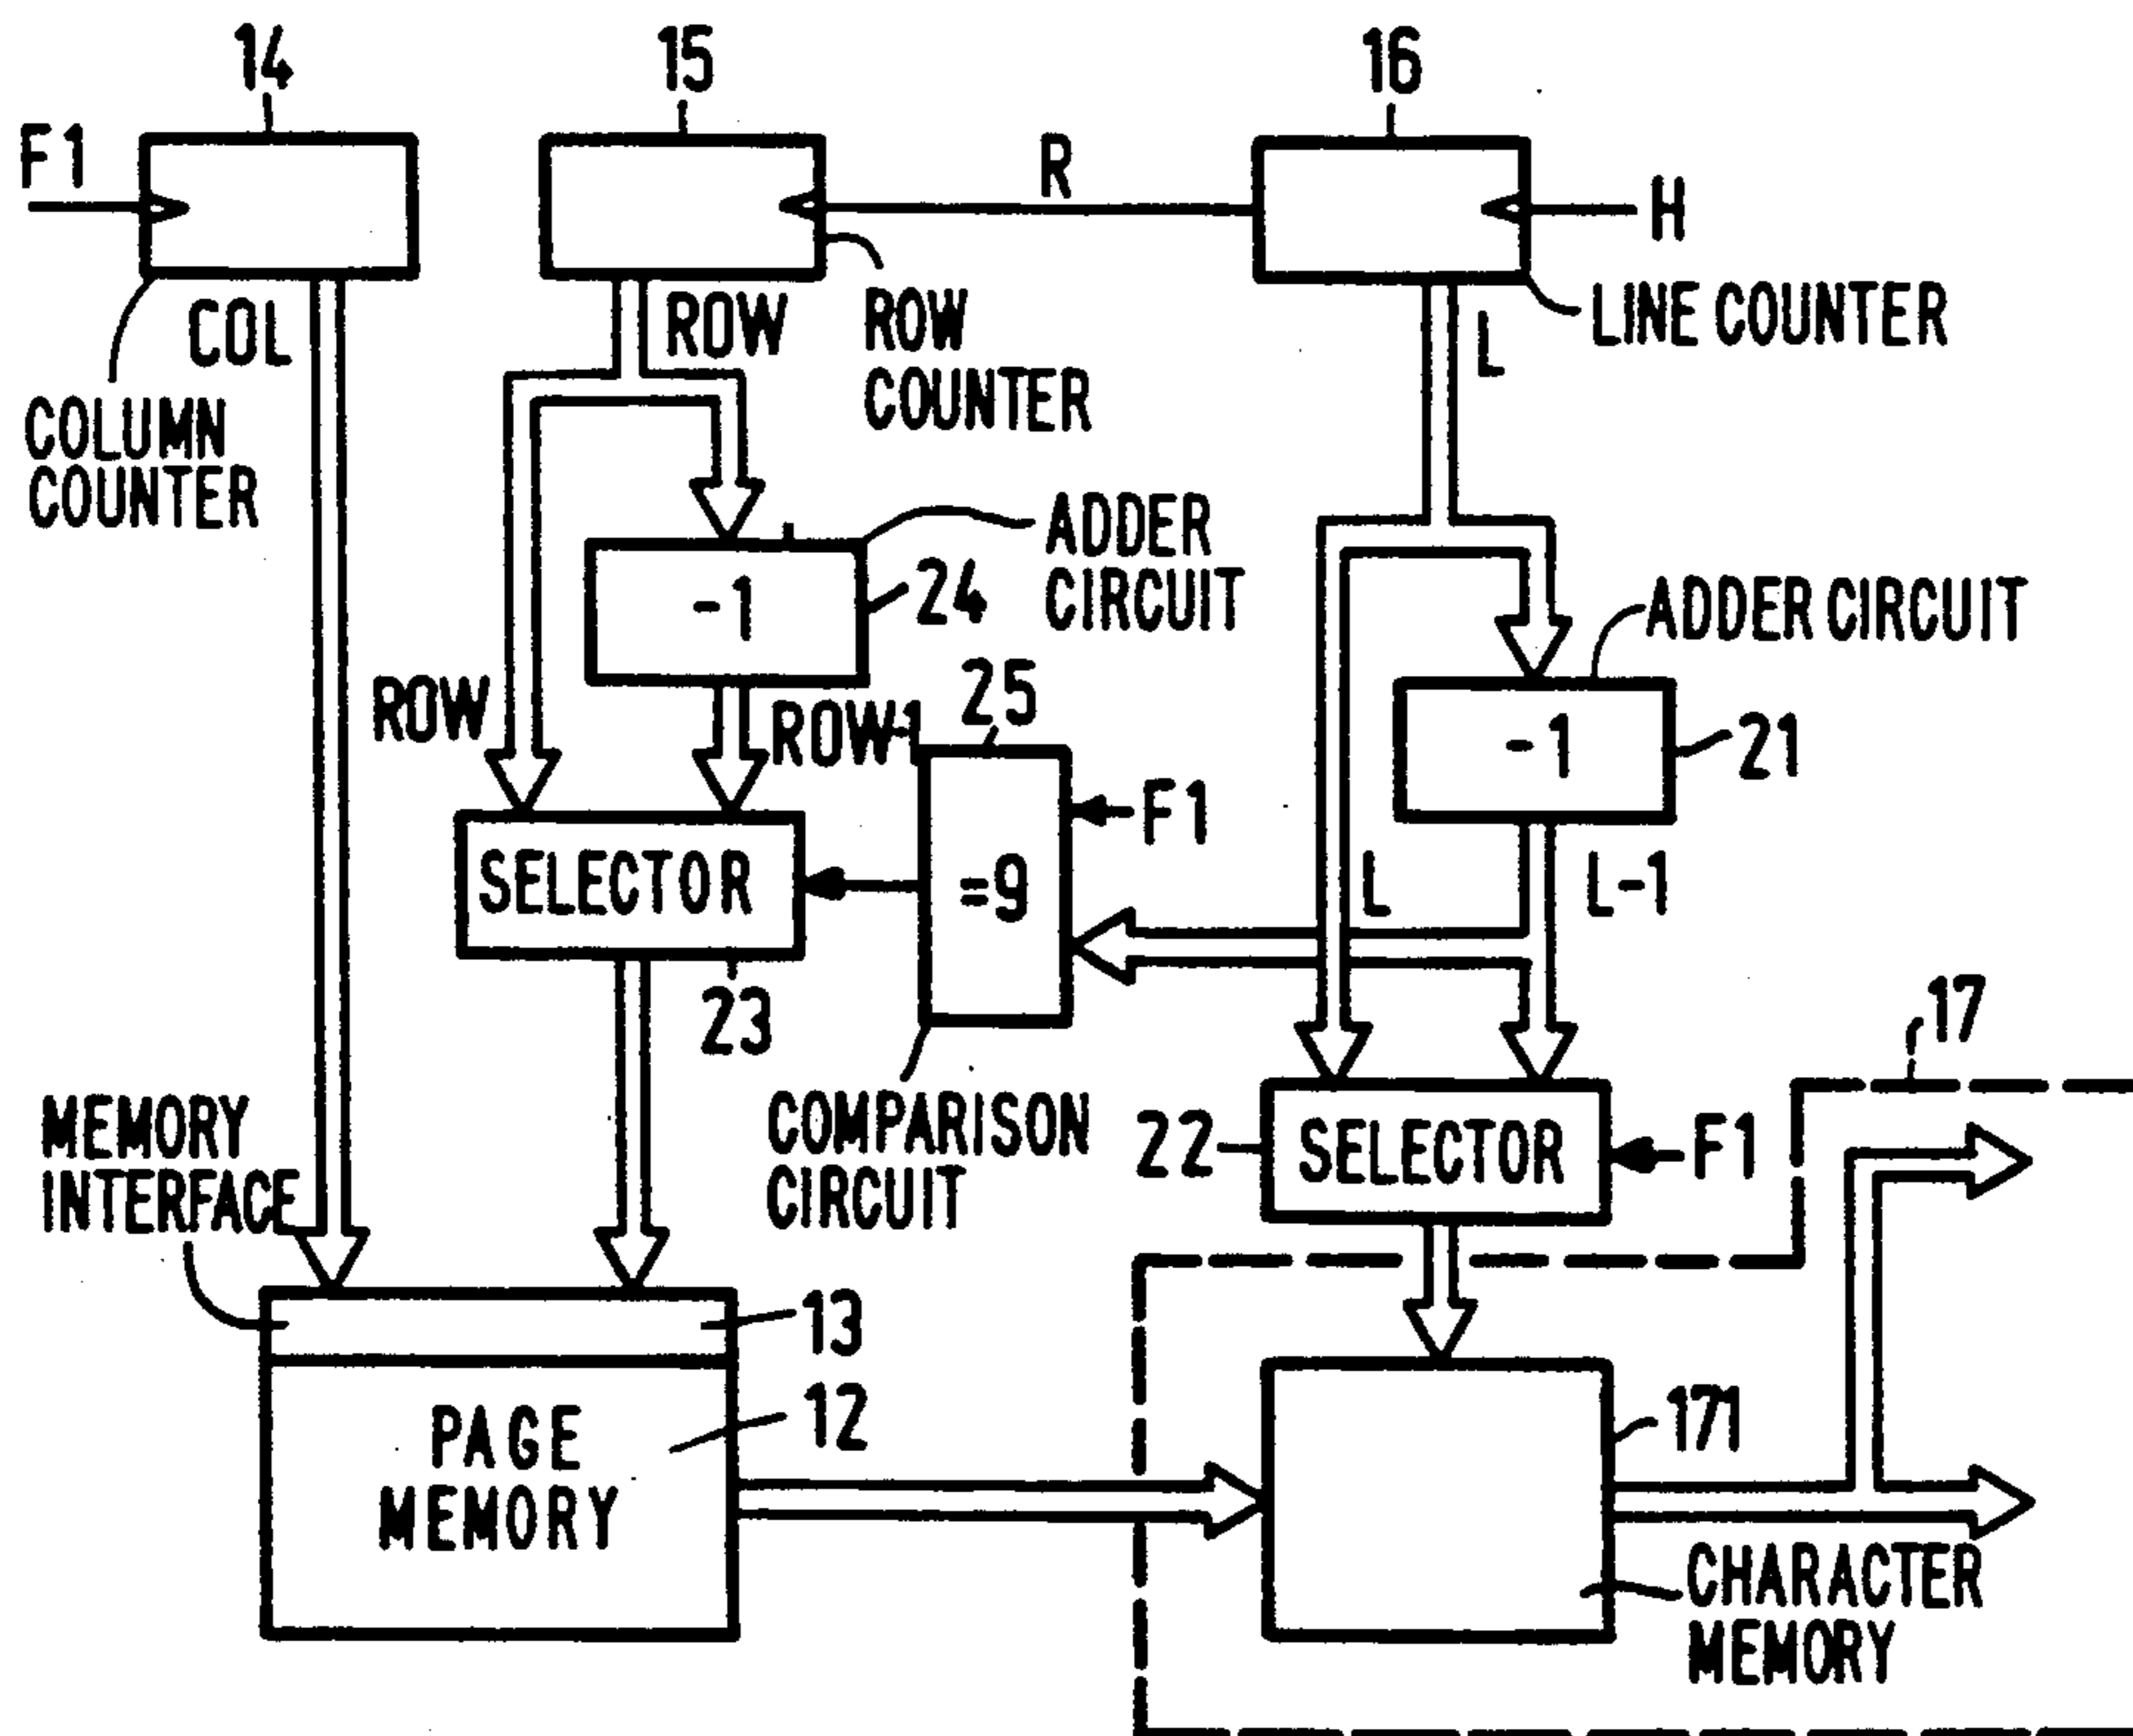 14
15
16
F1
R
H
COL
ROW
ROW
COUNTER
L
LINE COUNTER
COLUMN
COUNTER
ADDER
CIRCUIT
-1
24
ADDER CIRCUIT
ROW
ROW-1
25
-1
21
F1
SELECTOR
=9
L
L-1
23
17
MEMORY
INTERFACE
COMPARISON
CIRCUIT
22
SELECTOR
F1
13
PAGE
MEMORY
12
171
CHARACTER
MEMORY